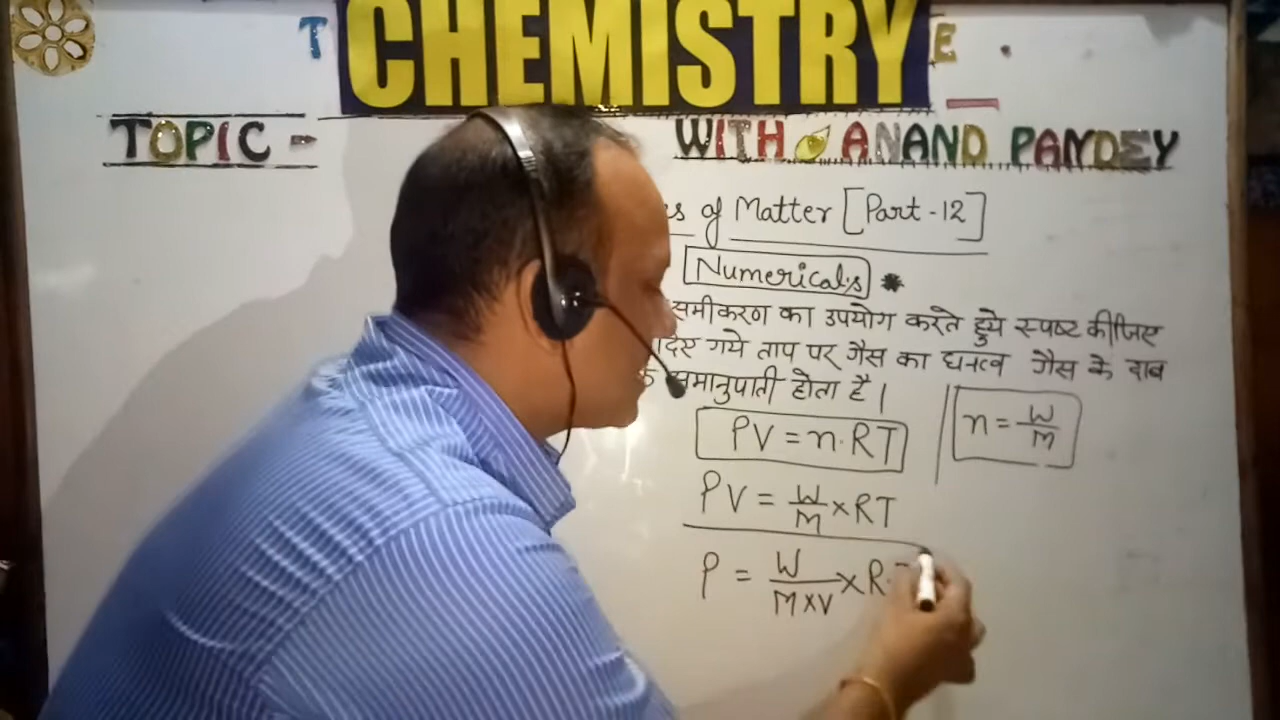 T CHEMISTRY E .
TOPIC - WITH ANAND PANDEY
of Matter [Part-12]
Numericals *
समीकरण का उपयोग करते हुये स्पष्ट कीजिए
दिए गये ताप पर गैस का घनत्व गैस के दाब
समानुपाती होता है।
PV = n.RT
n = W/M
PV = W/M × RT
P = W/M×V × R.